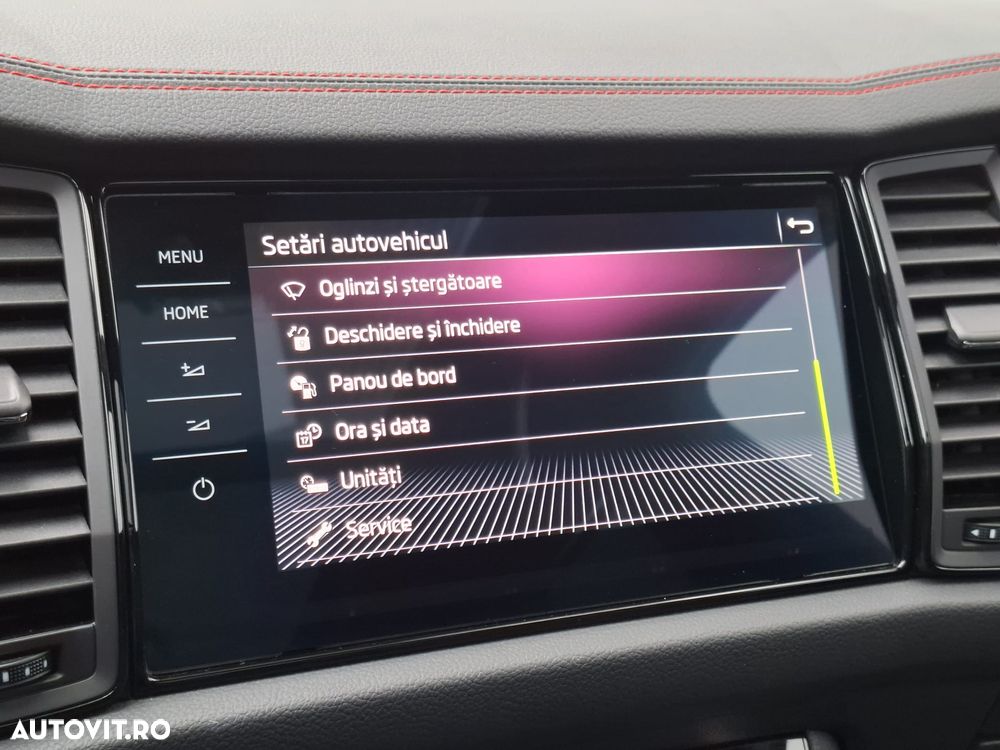 Setări autovehicul
MENU
Oglinzi și ștergătoare
HOME
Deschidere și închidere
Panou de bord
Ora și data
Unități
Service
AUTOVIT.RO